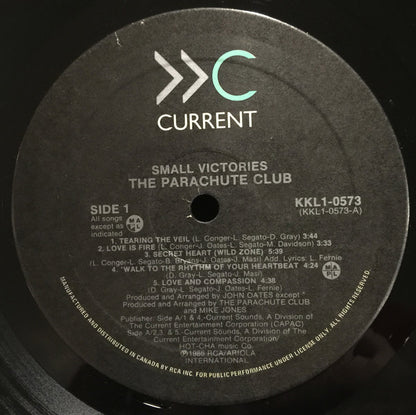 CURRENT
SMALL VICTORIES
THE PARACHUTE CLUB
SIDE 1
All songs
except as
indicated
KKL1-0573
(KKL1-0573-A)
1. TEARING THE VEIL (L. Conger-L. Segato-D. Gray) 3:44
2. LOVE IS FIRE (L. Conger-J. Oates-L. Segato-M. Davidson) 3:33
3. SECRET HEART (WILD ZONE) 5:39
(L. Conger-L. Segato-B. Bryans-J. Oates-J. Masi) Add. Lyrics: L. Fernie
4. *WALK TO THE RHYTHM OF YOUR HEARTBEAT 4:24
(D. Gray-L. Segato-J. Masi)
5. LOVE AND COMPASSION 4:38
(D. Gray-L. Segato-J. Oates-L. Fernie)
Produced and Arranged by JOHN OATES except *
Produced and Arranged by THE PARACHUTE CLUB
and MIKE JONES
Publisher: Side A/1 & 4,-Current Sounds, A Division of
The Current Entertainment Corporation (CAPAC)
Side A/2,3, & 5.-Current Sounds, A Division of The
Current Entertainment Corporation/
HOT-CHA music Co.
℗1986 RCA/ARIOLA
INTERNATIONAL
DISTRIBUTED IN CANADA BY RCA INC. FOR PUBLIC PERFORMANCE UNDER